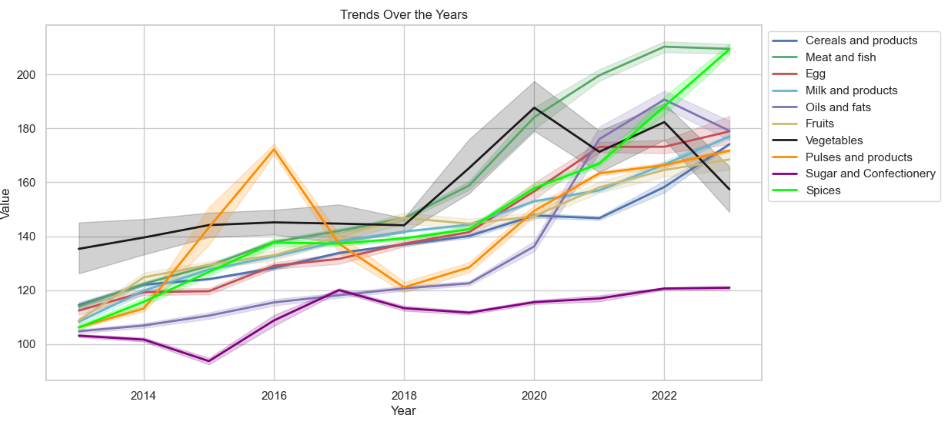 Trends Over the Years
Value
200
180
160
140
120
100
2014
2016
2018
2020
2022
Year
Cereals and products
Meat and fish
Egg
Milk and products
Oils and fats
Fruits
Vegetables
Pulses and products
Sugar and Confectionery
Spices